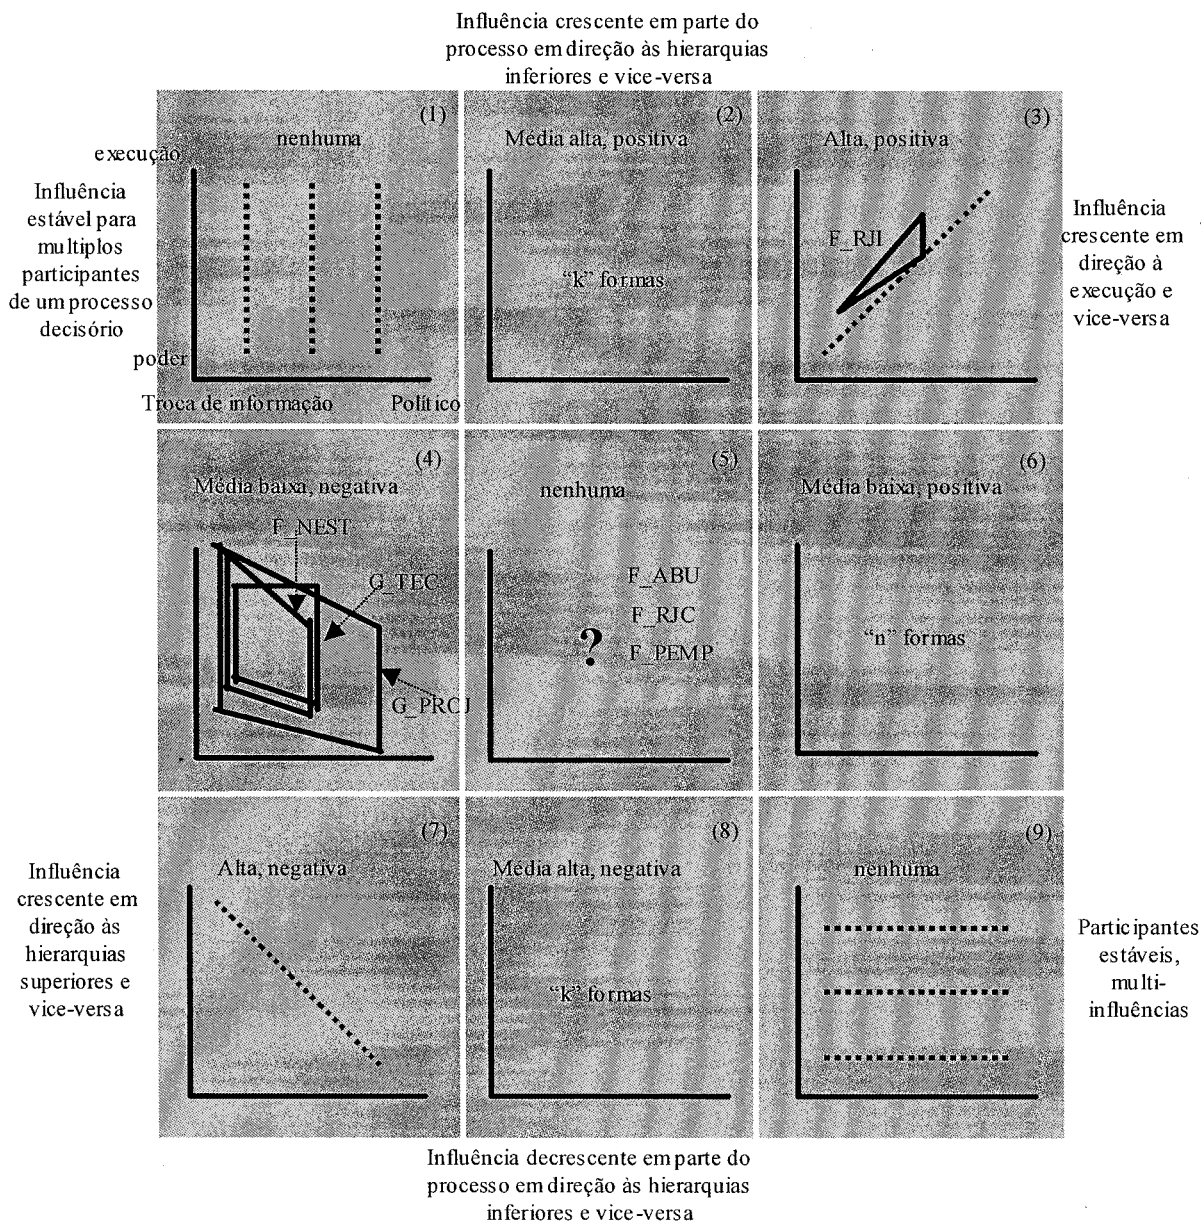 Influência crescente em parte do
processo em direção às hierarquias
inferiores e vice-versa
(1)
nenhuma
execução
poder
Troca de informação
Político
Influência
estável para
multiplos
participantes
de um processo
decisório
(2)
Média alta, positiva
“k” formas
(3)
Alta, positiva
F_RJI
Influência
crescente em
direção à
execução e
vice-versa
(4)
Média baixa, negativa
F_NEST
G_TEC
G_PROJ
(5)
nenhuma
F_ABU
F_RJC
?
F_PEMP
(6)
Média baixa, positiva
“n” formas
(7)
Alta, negativa
Influência
crescente em
direção às
hierarquias
superiores e
vice-versa
(8)
Média alta, negativa
“k” formas
(9)
nenhuma
Participantes
estáveis,
multi-
influências
Influência decrescente em parte do
processo em direção às hierarquias
inferiores e vice-versa